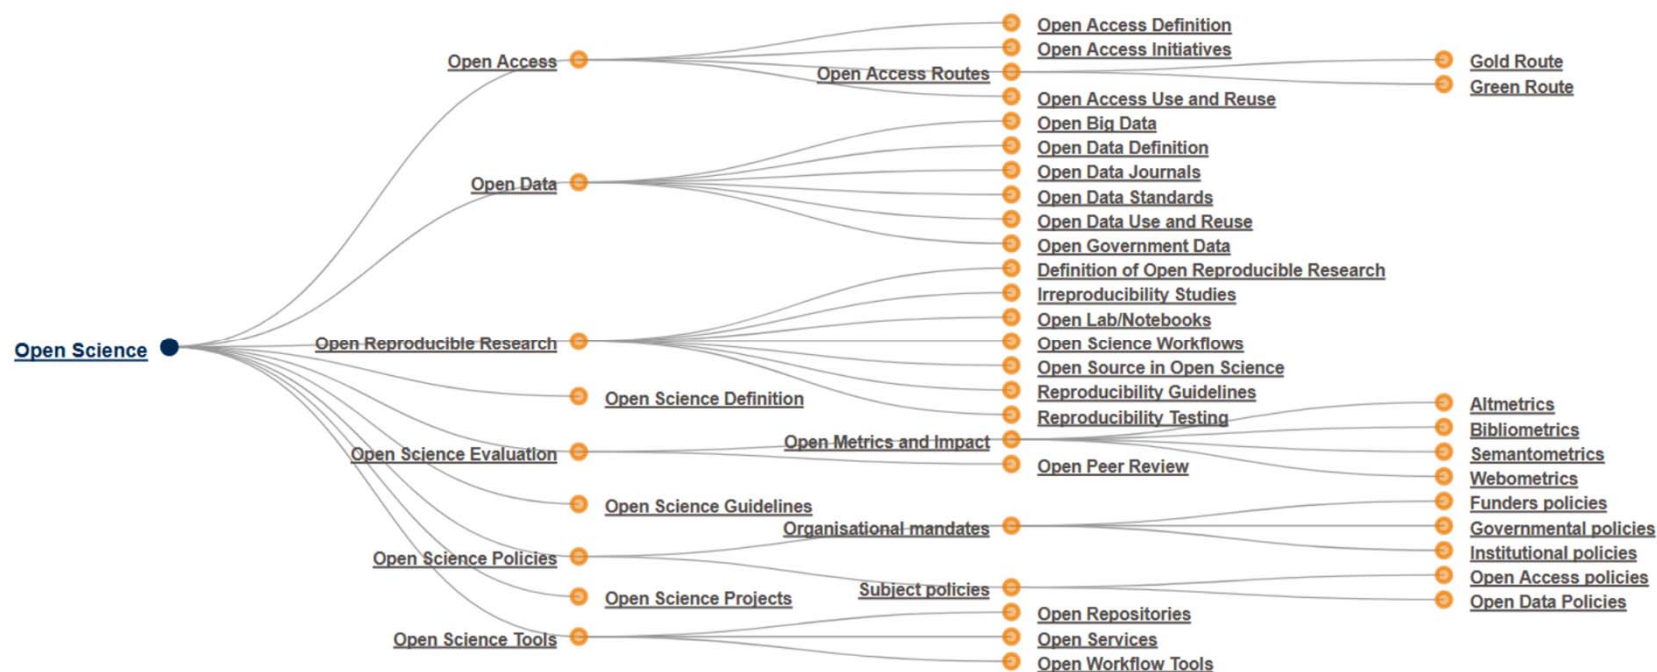 Open Science
Open Access
Open Access Definition
Open Access Initiatives
Open Access Routes
Gold Route
Green Route
Open Access Use and Reuse
Open Data
Open Big Data
Open Data Definition
Open Data Journals
Open Data Standards
Open Data Use and Reuse
Open Government Data
Open Reproducible Research
Definition of Open Reproducible Research
Irreproducibility Studies
Open Lab/Notebooks
Open Science Workflows
Open Source in Open Science
Reproducibility Guidelines
Reproducibility Testing
Open Science Definition
Open Science Evaluation
Open Metrics and Impact
Altmetrics
Bibliometrics
Semantometrics
Webometrics
Open Peer Review
Open Science Guidelines
Open Science Policies
Organisational mandates
Funders policies
Governmental policies
Institutional policies
Subject policies
Open Access policies
Open Data Policies
Open Science Projects
Open Science Tools
Open Repositories
Open Services
Open Workflow Tools